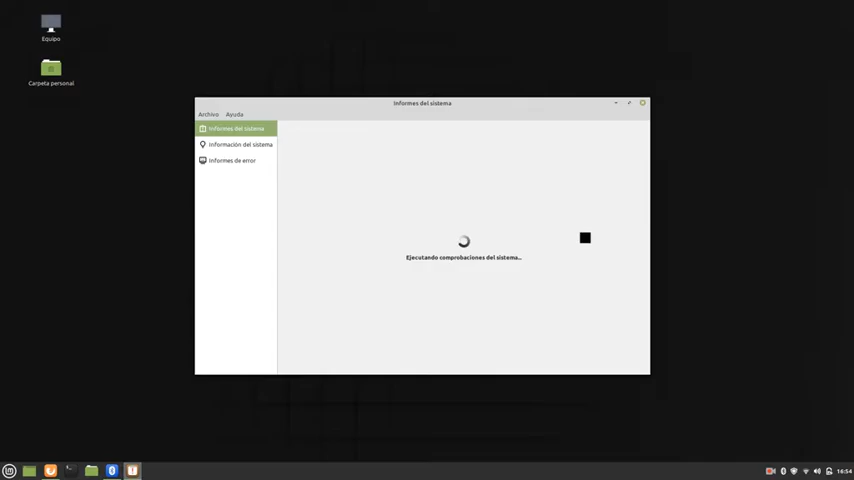 Equipo
Carpeta personal
Informes del sistema
Archivo Ayuda
Informes del sistema
Información del sistema
Informes de error
Ejecutando comprobaciones del sistema...
16:54